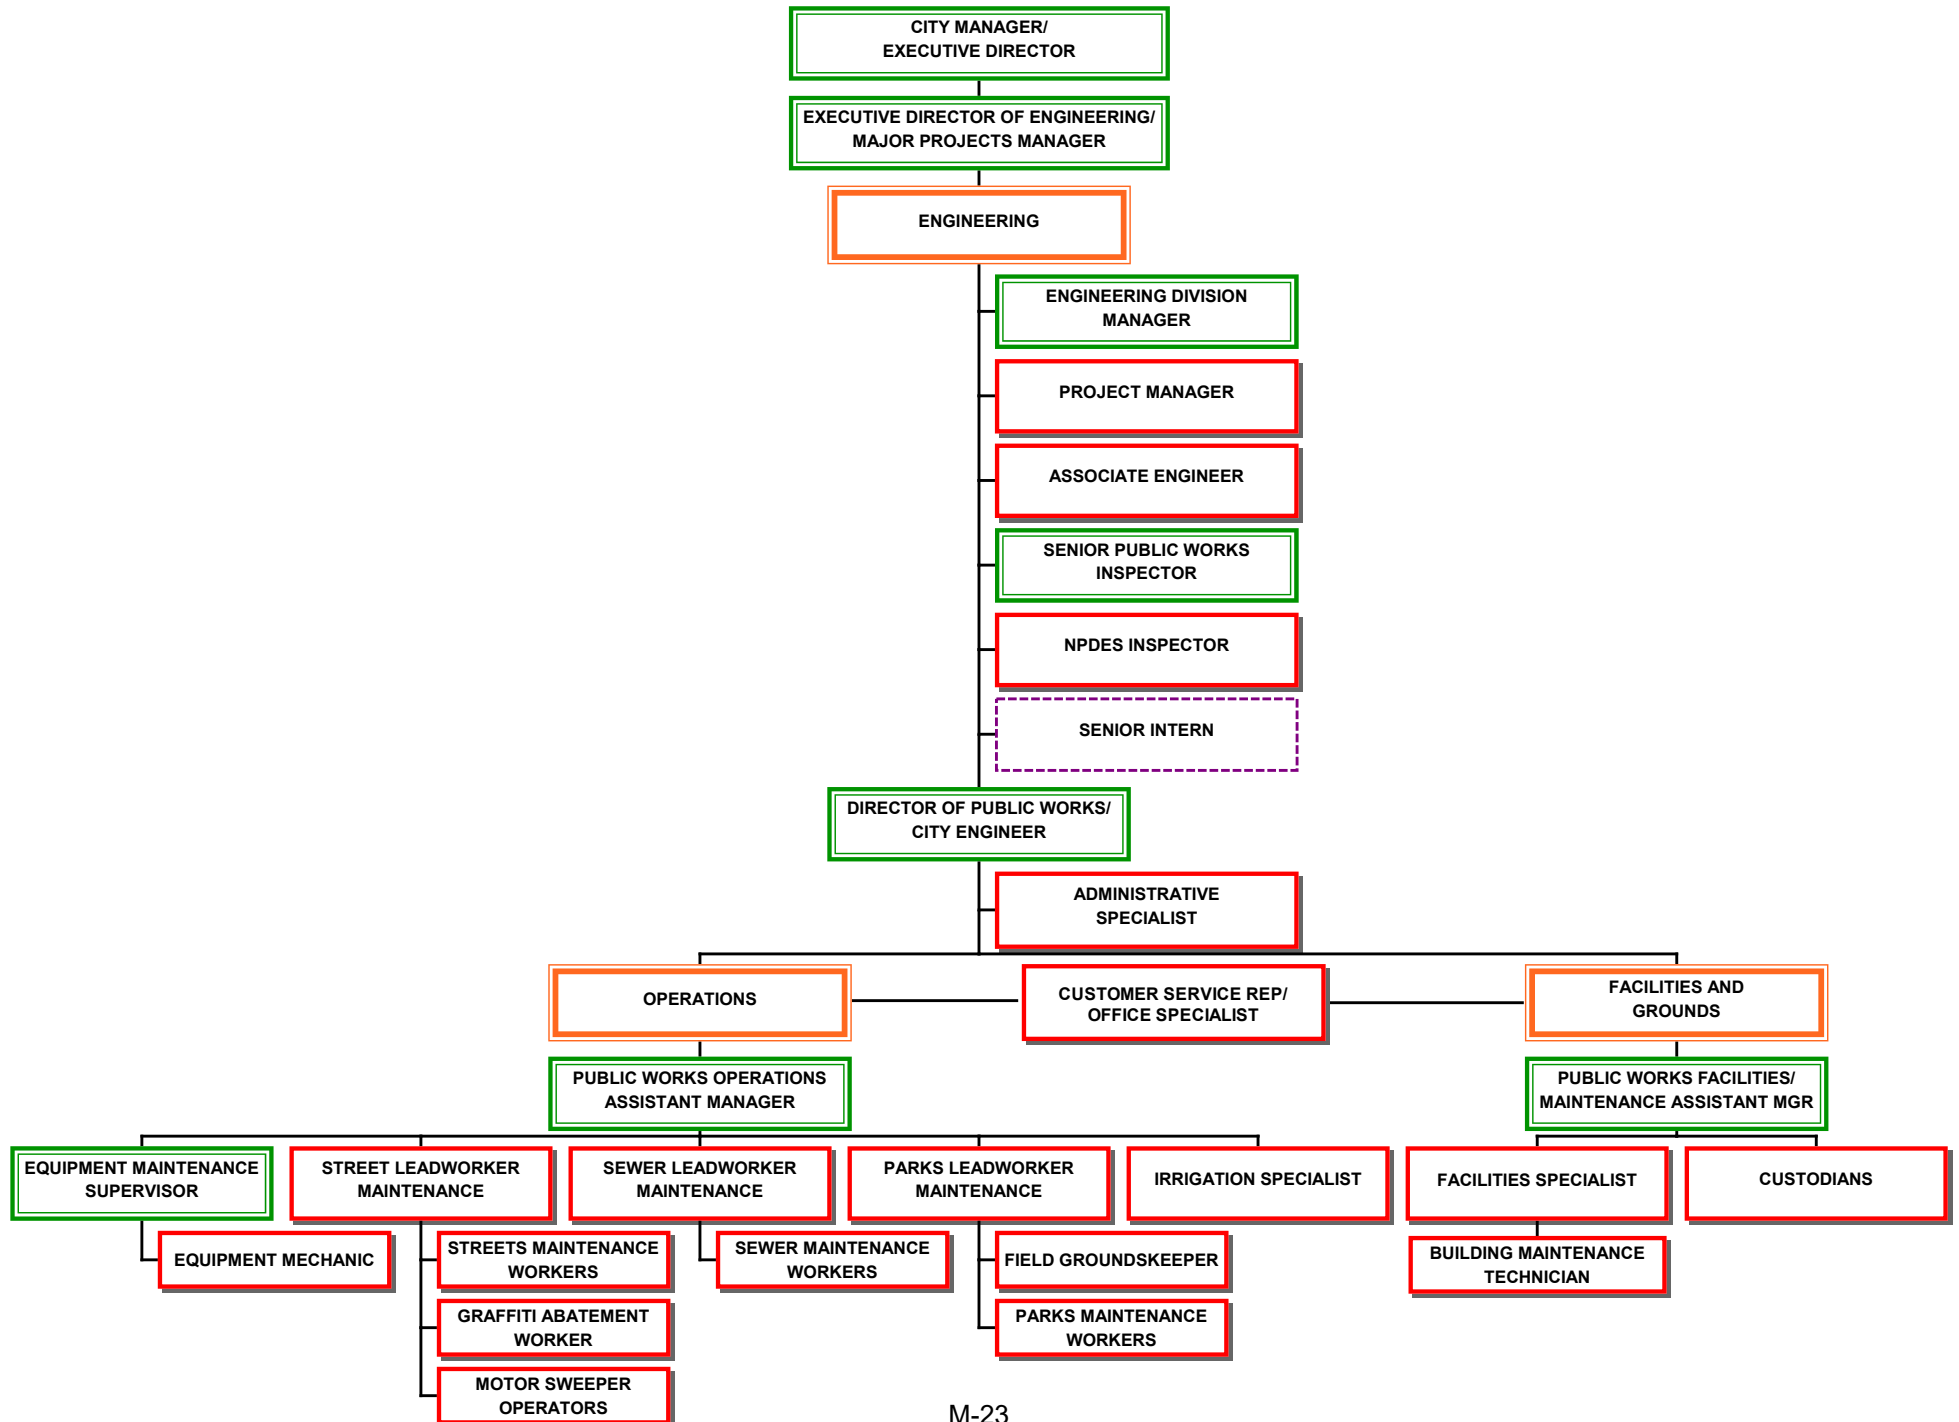 CITY MANAGER/
EXECUTIVE DIRECTOR
EXECUTIVE DIRECTOR OF ENGINEERING/
MAJOR PROJECTS MANAGER
ENGINEERING
ENGINEERING DIVISION
MANAGER
PROJECT MANAGER
ASSOCIATE ENGINEER
SENIOR PUBLIC WORKS
INSPECTOR
NPDES INSPECTOR
SENIOR INTERN
DIRECTOR OF PUBLIC WORKS/
CITY ENGINEER
ADMINISTRATIVE
SPECIALIST
OPERATIONS
CUSTOMER SERVICE REP/
OFFICE SPECIALIST
FACILITIES AND
GROUNDS
PUBLIC WORKS OPERATIONS
ASSISTANT MANAGER
PUBLIC WORKS FACILITIES/
MAINTENANCE ASSISTANT MGR
EQUIPMENT MAINTENANCE
SUPERVISOR
STREET LEADWORKER
MAINTENANCE
SEWER LEADWORKER
MAINTENANCE
PARKS LEADWORKER
MAINTENANCE
IRRIGATION SPECIALIST
FACILITIES SPECIALIST
CUSTODIANS
EQUIPMENT MECHANIC
STREETS MAINTENANCE
WORKERS
SEWER MAINTENANCE
WORKERS
FIELD GROUNDSKEEPER
BUILDING MAINTENANCE
TECHNICIAN
GRAFFITI ABATEMENT
WORKER
PARKS MAINTENANCE
WORKERS
MOTOR SWEEPER
OPERATORS
M-23